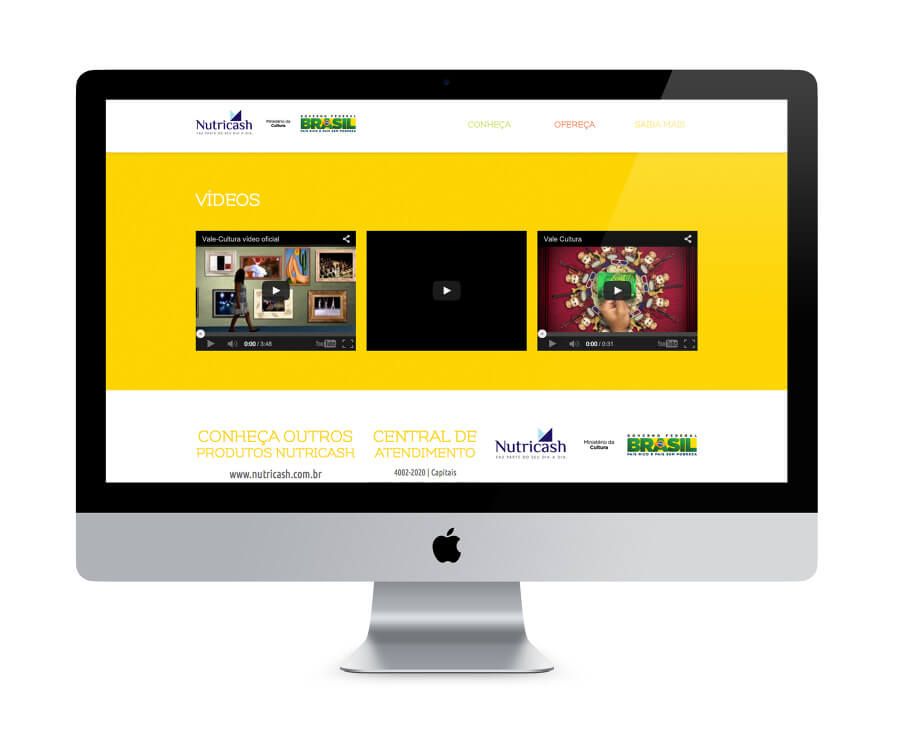 Nutricash
FAZ PARTE DO SEU DIA A DIA.
Ministério da
Cultura
GOVERNO FEDERAL
BRASIL
PAÍS RICO É PAÍS SEM POBREZA
CONHEÇA
OFEREÇA
SAIBA MAIS
VÍDEOS
Vale-Cultura vídeo oficial
0:00 / 3:48
YouTube
Vale Cultura
0:00 / 0:31
YouTube
CONHEÇA OUTROS
PRODUTOS NUTRICASH
www.nutricash.com.br
CENTRAL DE
ATENDIMENTO
4002-2020 | Capitais
Nutricash
FAZ PARTE DO SEU DIA A DIA.
Ministério da
Cultura
GOVERNO FEDERAL
BRASIL
PAÍS RICO É PAÍS SEM POBREZA